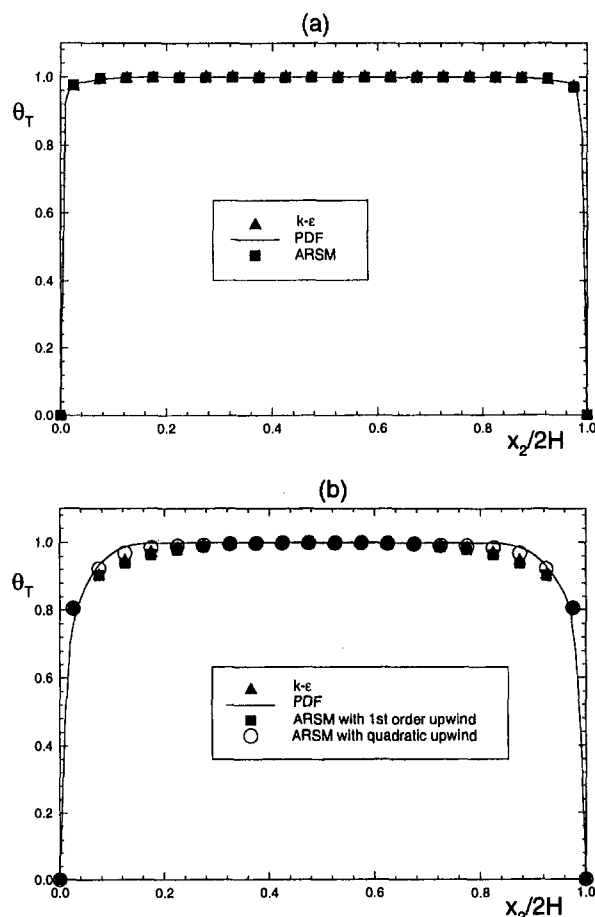 (a)
1.0
θT
0.8
0.6
k-ε
PDF
ARSM
0.4
0.2
0.0
0.0 0.2 0.4 0.6 0.8 1.0
x2/2H
(b)
1.0
θT
0.8
0.6
k-ε
PDF
ARSM with 1st order upwind
ARSM with quadratic upwind
0.4
0.2
0.0
0.0 0.2 0.4 0.6 0.8 1.0
x2/2H